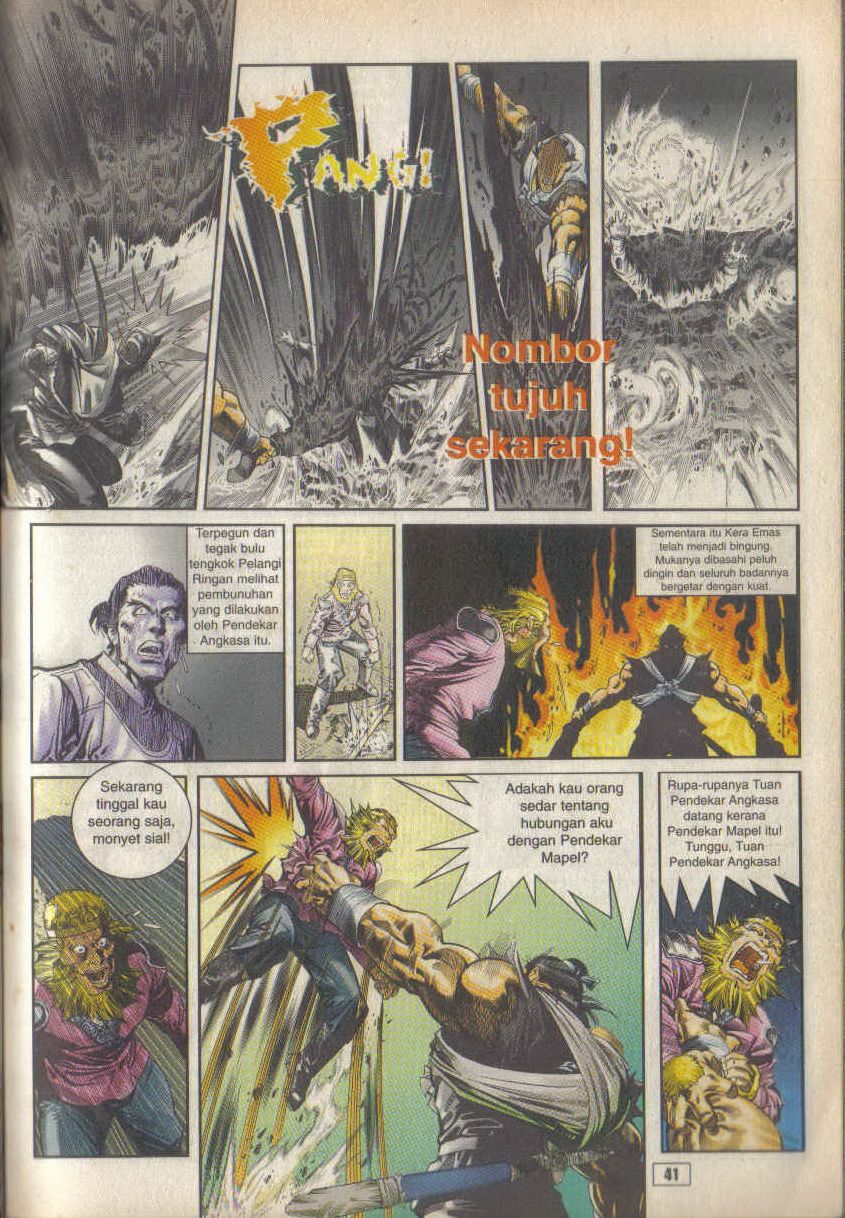 PANG!
Nombor
tujuh
sekarang!
Terpegun dan
tegak bulu
tengkok Pelangi
Ringan melihat
pembunuhan
yang dilakukan
oleh Pendekar
Angkasa itu.
Sementara itu Kera Emas
telah menjadi bingung.
Mukanya dibasahi peluh
dingin dan seluruh badannya
bergetar dengan kuat.
Sekarang
tinggal kau
seorang saja,
monyet sial!
Adakah kau orang
sedar tentang
hubungan aku
dengan Pendekar
Mapel?
Rupa-rupanya Tuan
Pendekar Angkasa
datang kerana
Pendekar Mapel itu!
Tunggu, Tuan
Pendekar Angkasa!
41